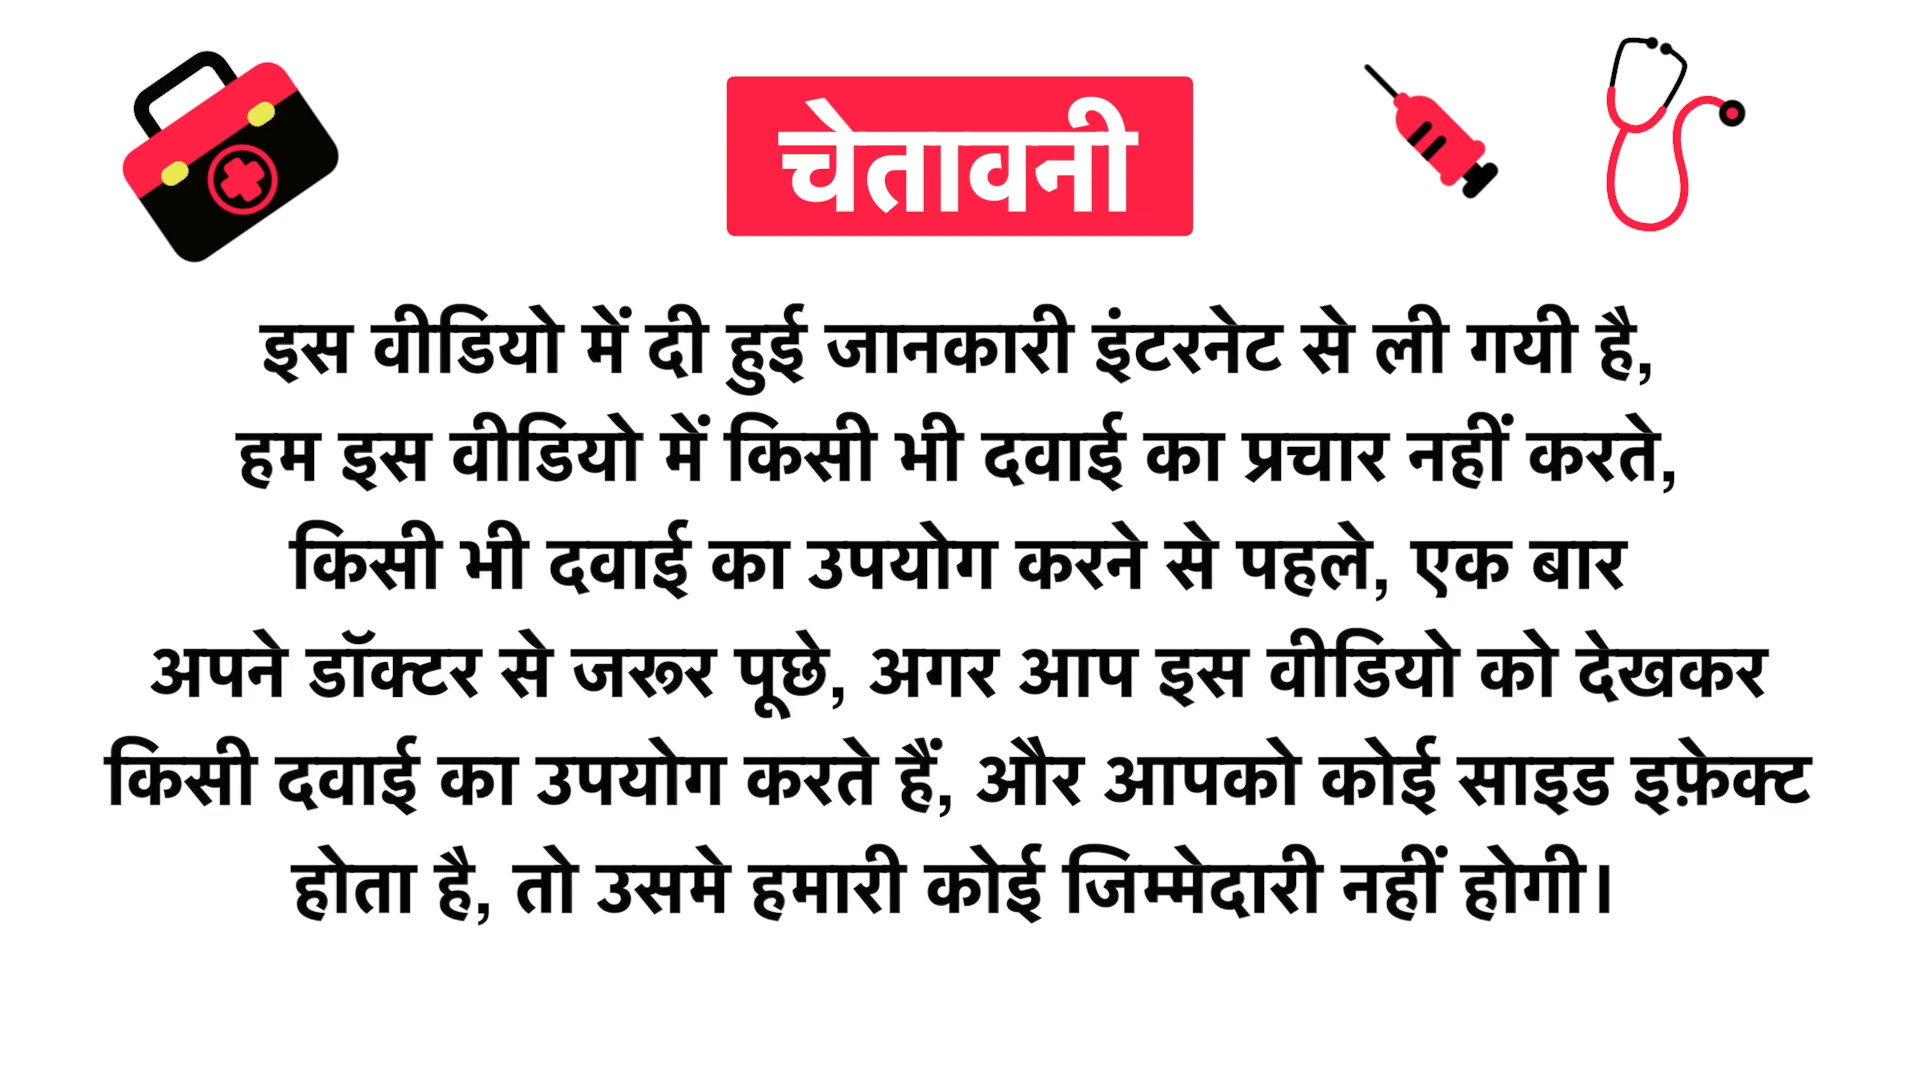 चेतावनी
इस वीडियो में दी हुई जानकारी इंटरनेट से ली गयी है,
हम इस वीडियो में किसी भी दवाई का प्रचार नहीं करते,
किसी भी दवाई का उपयोग करने से पहले, एक बार
अपने डॉक्टर से जरूर पूछे, अगर आप इस वीडियो को देखकर
किसी दवाई का उपयोग करते हैं, और आपको कोई साइड इफ़ेक्ट
होता है, तो उसमे हमारी कोई जिम्मेदारी नहीं होगी।